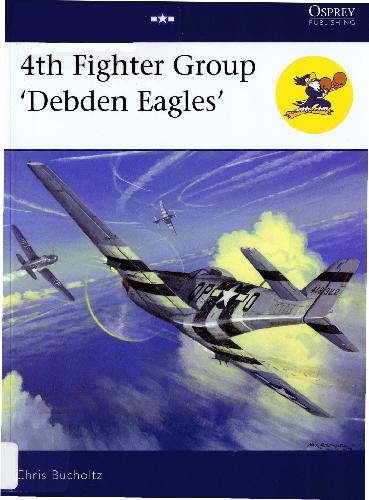 OSPREY
PUBLISHING
4th Fighter Group
‘Debden Eagles’
Chris Bucholtz